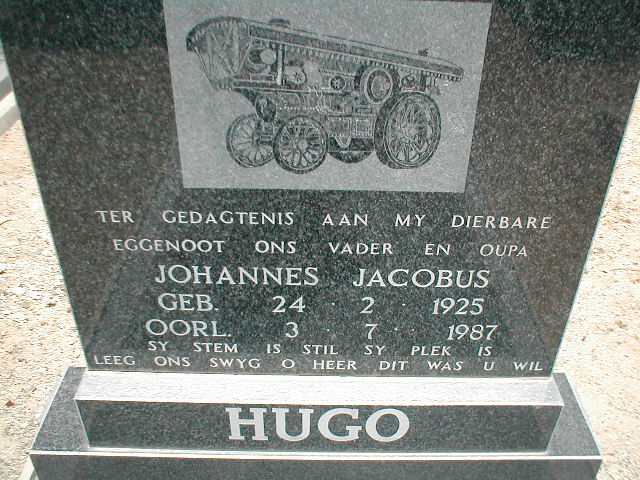 TER GEDAGTENIS AAN MY DIERBARE
EGGENOOT ONS VADER EN OUPA
JOHANNES JACOBUS
GEB. 24 · 2 · 1925
OORL. 3 · 7 · 1987
SY STEM IS STIL SY PLEK IS
LEEG ONS SWYG O HEER DIT WAS U WIL
HUGO